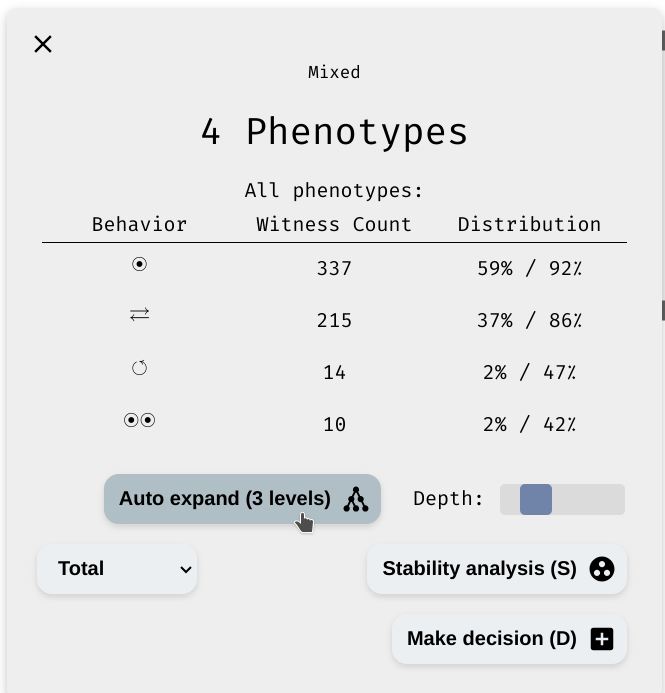 Mixed
4 Phenotypes
All phenotypes:
Behavior Witness Count Distribution
337 59% / 92%
215 37% / 86%
14 2% / 47%
10 2% / 42%
Auto expand (3 levels) Depth:
Total Stability analysis (S)
Make decision (D)